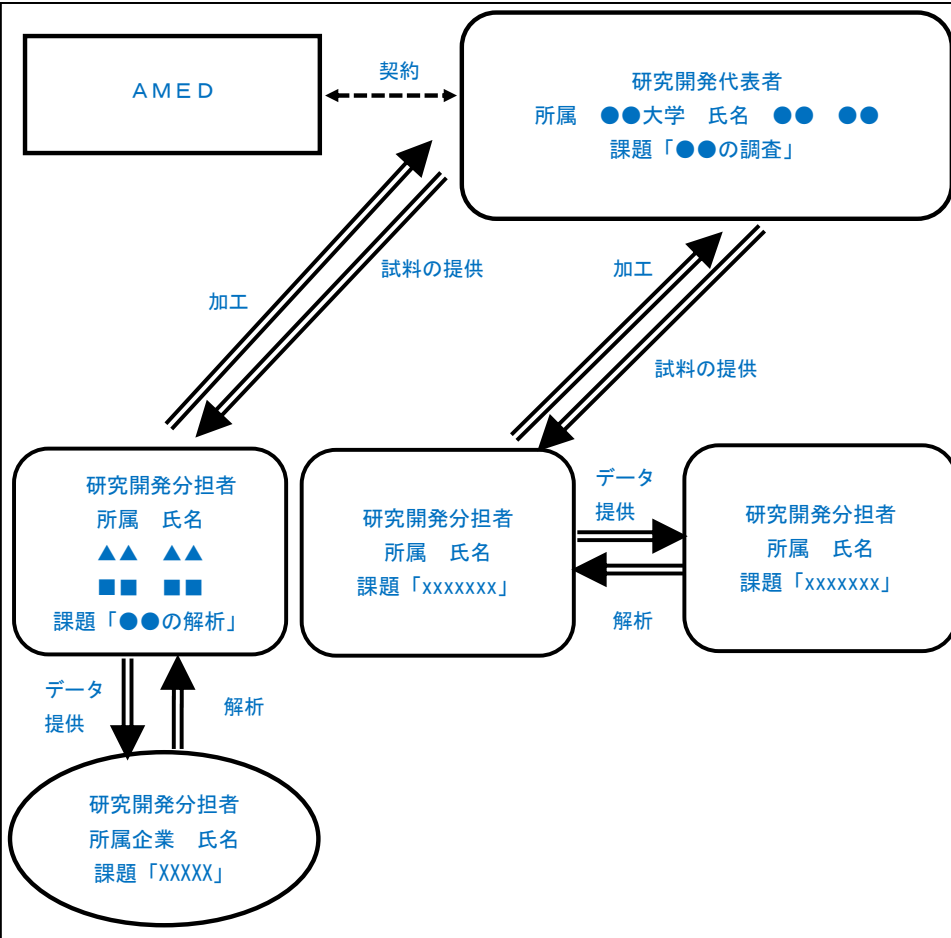 ＡＭＥＤ
契約
研究開発代表者
所属　●●大学　氏名　●●　●●
課題「●●の調査」
加工
試料の提供
加工
試料の提供
研究開発分担者
所属　氏名
▲▲　▲▲
■■　■■
課題「●●の解析」
研究開発分担者
所属　氏名
課題「xxxxxxx」
データ
提供
解析
研究開発分担者
所属　氏名
課題「xxxxxxx」
データ
提供
解析
研究開発分担者
所属企業　氏名
課題「XXXXX」